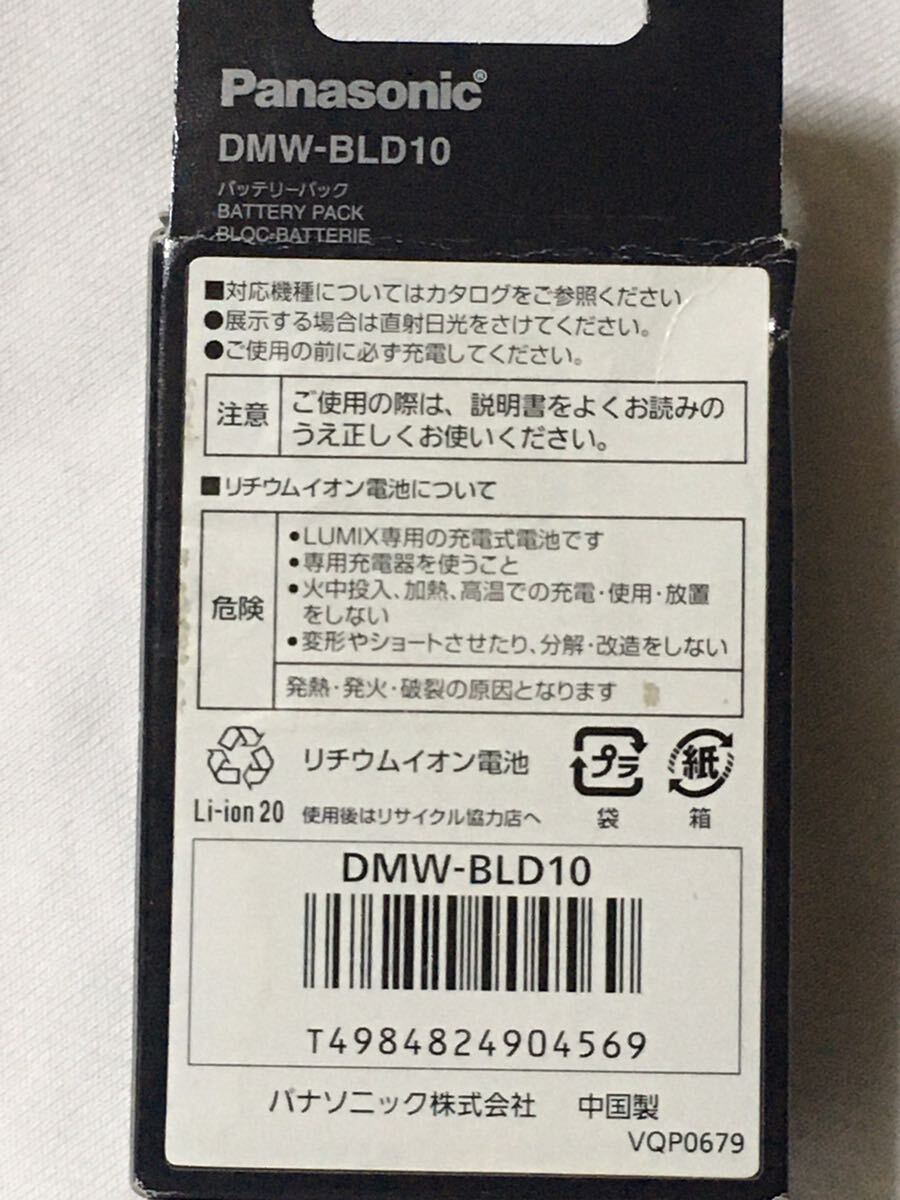 Panasonic®
DMW-BLD10
バッテリーパック
BATTERY PACK
BLOC-BATTERIE
■対応機種についてはカタログをご参照ください
●展示する場合は直射日光をさけてください。
●ご使用の前に必ず充電してください。
注意
ご使用の際は、説明書をよくお読みの
うえ正しくお使いください。
■リチウムイオン電池について
危険
•LUMIX専用の充電式電池です
•専用充電器を使うこと
•火中投入、加熱、高温での充電・使用・放置
をしない
•変形やショートさせたり、分解・改造をしない
発熱・発火・破裂の原因となります
リチウムイオン電池
プラ
紙
Li-ion 20
使用後はリサイクル協力店へ
袋
箱
DMW-BLD10
T4984824904569
パナソニック株式会社 中国製
VQP0679